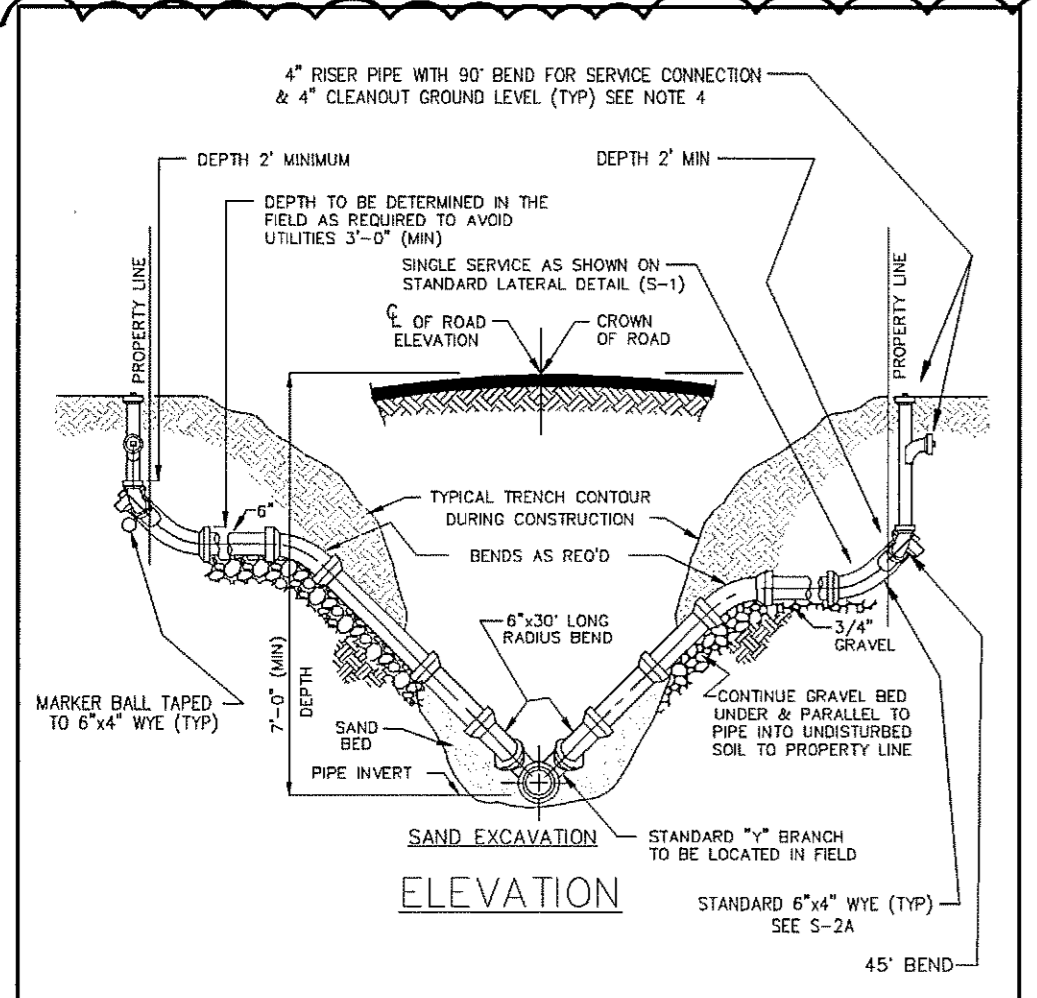 4" RISER PIPE WITH 90° BEND FOR SERVICE CONNECTION
& 4" CLEANOUT GROUND LEVEL (TYP) SEE NOTE 4
DEPTH 2' MINIMUM
DEPTH 2' MIN
DEPTH TO BE DETERMINED IN THE
FIELD AS REQUIRED TO AVOID
UTILITIES 3'-0" (MIN)
SINGLE SERVICE AS SHOWN ON
STANDARD LATERAL DETAIL (S-1)
PROPERTY LINE
PROPERTY LINE
℄ OF ROAD
ELEVATION
CROWN
OF ROAD
TYPICAL TRENCH CONTOUR
DURING CONSTRUCTION
6"
BENDS AS REQ'D
6"x30' LONG
RADIUS BEND
3/4"
GRAVEL
7'-0" (MIN)
DEPTH
MARKER BALL TAPED
TO 6"x4" WYE (TYP)
CONTINUE GRAVEL BED
UNDER & PARALLEL TO
PIPE INTO UNDISTURBED
SOIL TO PROPERTY LINE
SAND
BED
PIPE INVERT
SAND EXCAVATION
STANDARD "Y" BRANCH
TO BE LOCATED IN FIELD
ELEVATION
STANDARD 6"x4" WYE (TYP)
SEE S-2A
45' BEND